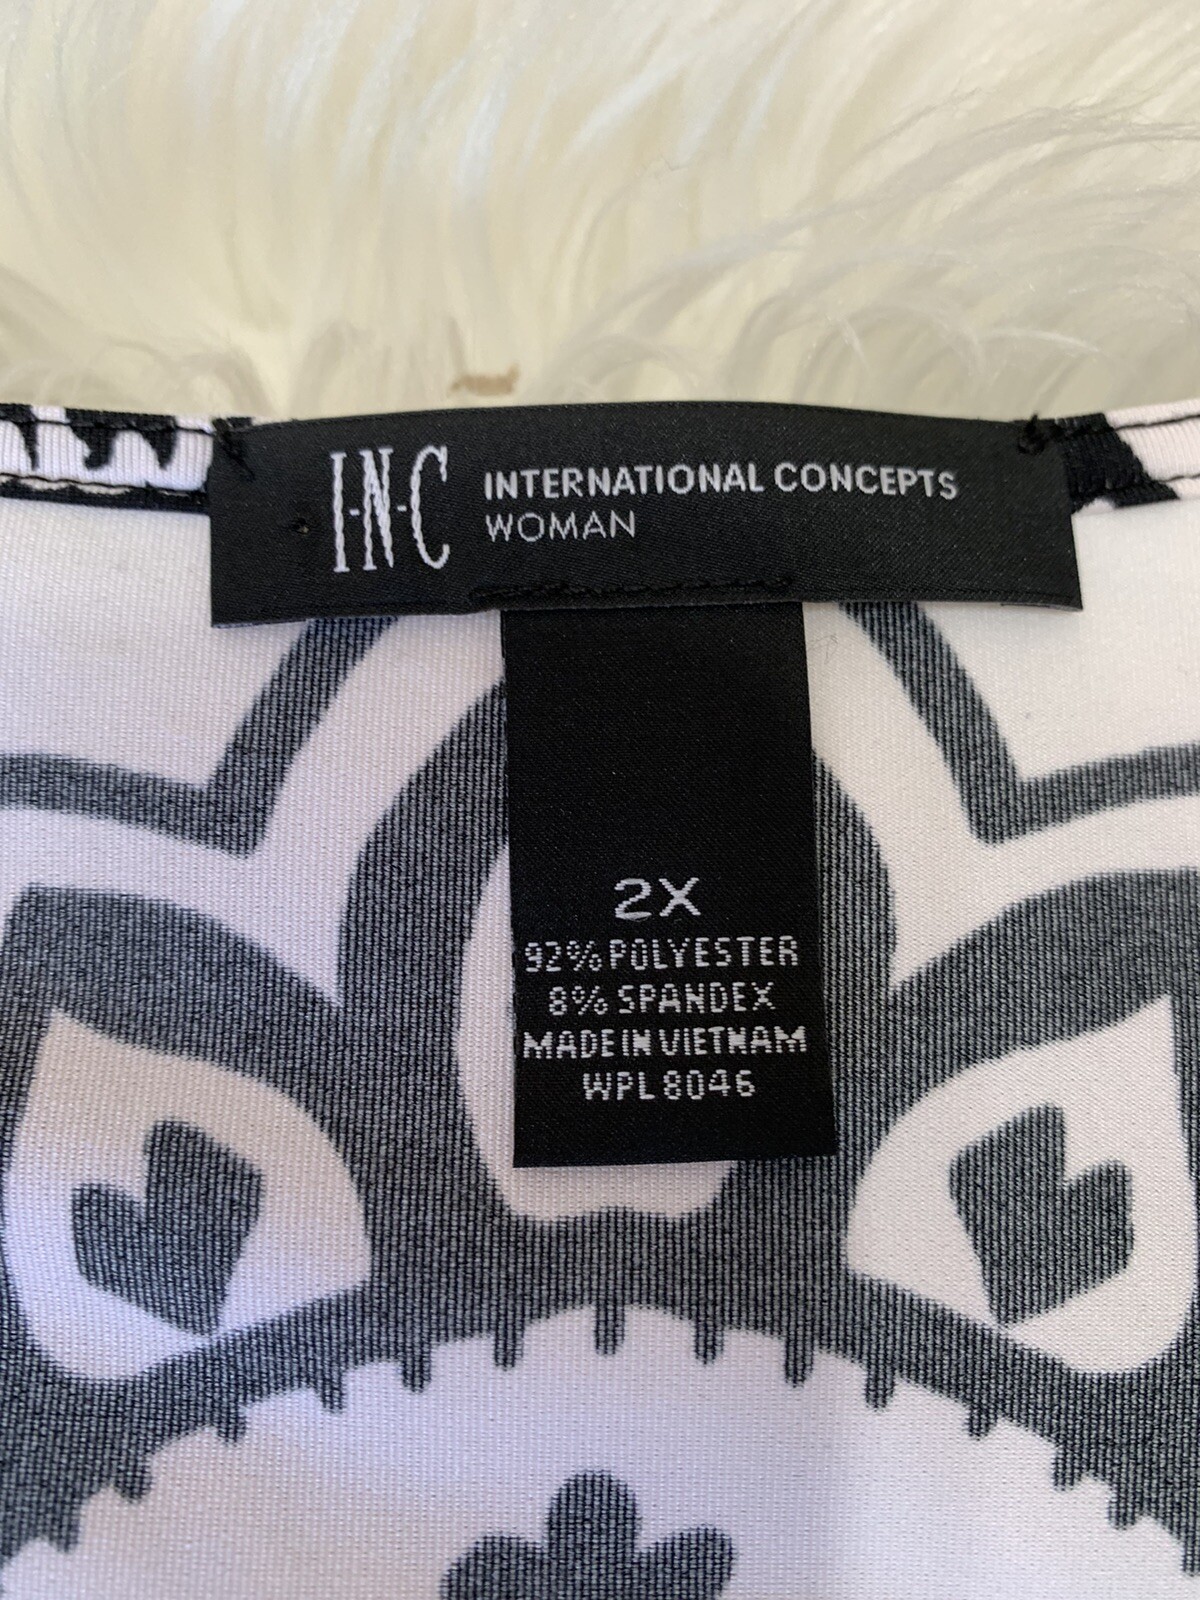 I·N·C INTERNATIONAL CONCEPTS
WOMAN
2X
92% POLYESTER
8% SPANDEX
MADE IN VIETNAM
WPL 8046